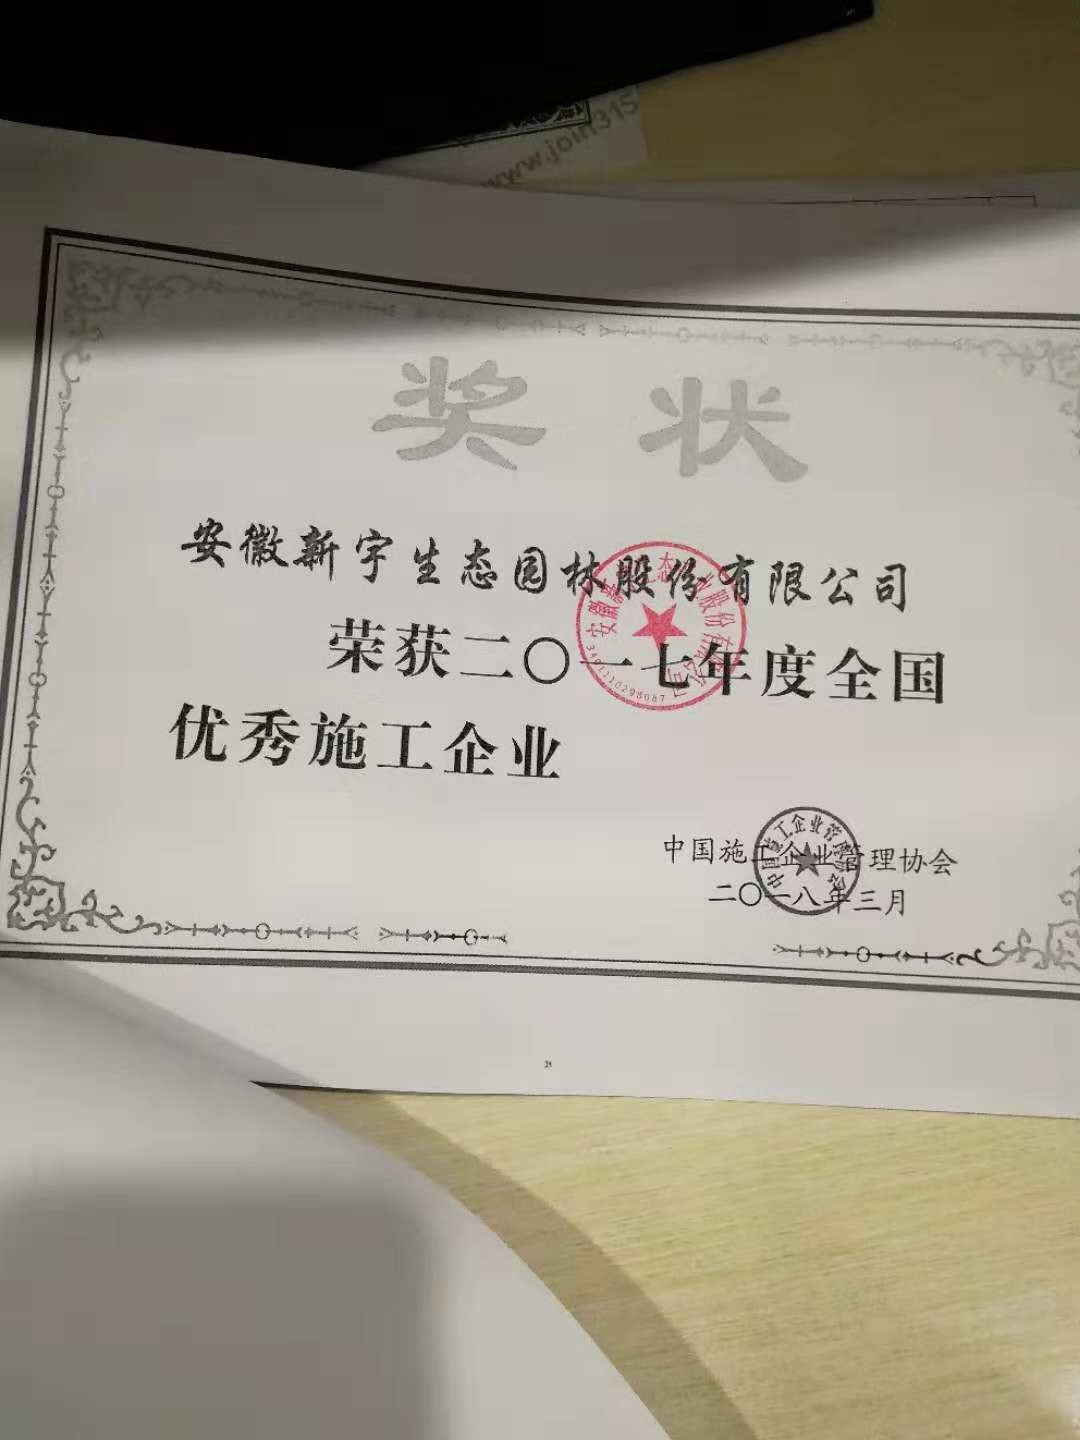 www.join315
奖状
安徽新宇生态园林股份有限公司
荣获二〇一七年度全国
优秀施工企业
中国施工企业管理协会
二〇一八年三月